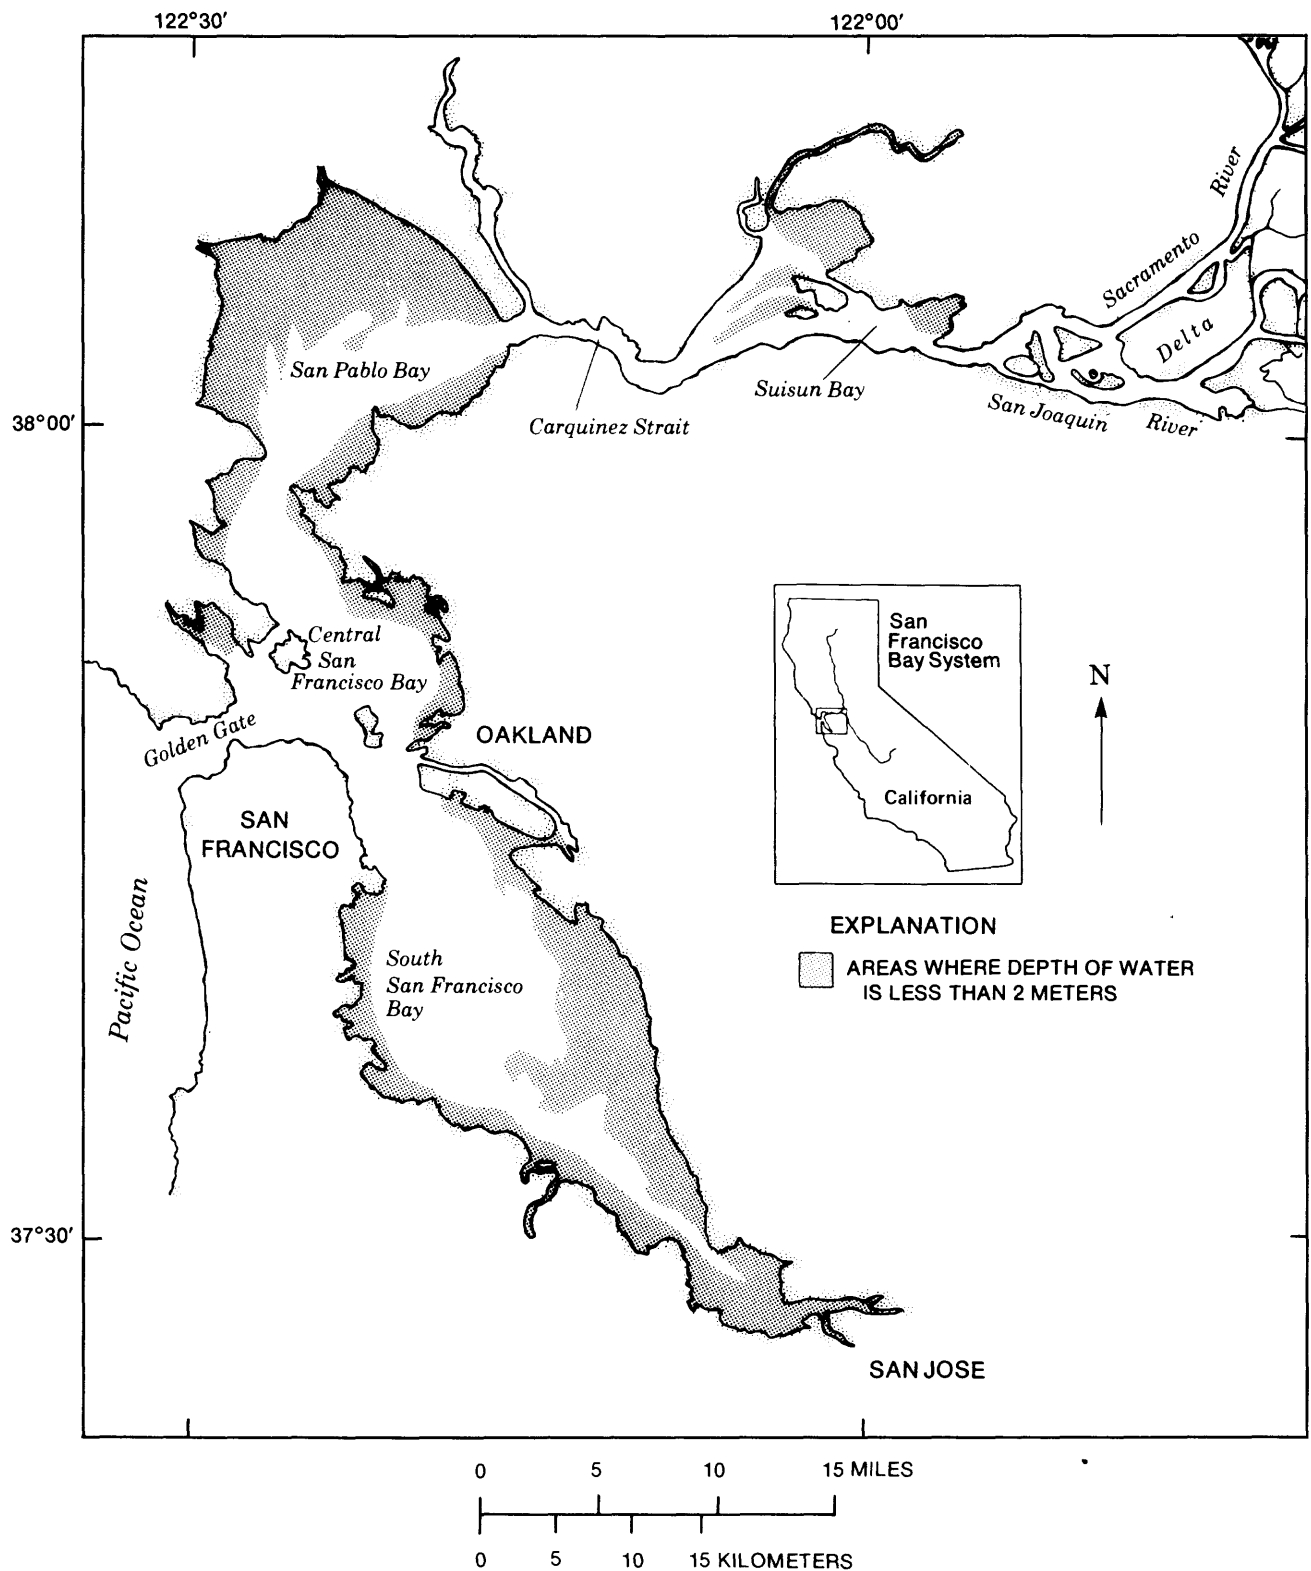 122°30′
122°00′
River
Sacramento
Delta
San Pablo Bay
Suisun Bay
San Joaquin
River
Carquinez Strait
38°00′
Central
San
Francisco Bay
San
Francisco
Bay System
N
Golden Gate
OAKLAND
California
SAN
FRANCISCO
Pacific Ocean
EXPLANATION
AREAS WHERE DEPTH OF WATER
IS LESS THAN 2 METERS
South
San Francisco
Bay
37°30′
SAN JOSE
0 5 10 15 MILES
0 5 10 15 KILOMETERS